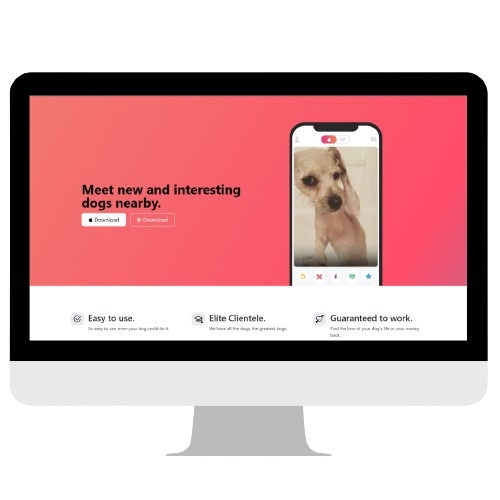 Meet new and interesting
dogs nearby.
Download Download
Easy to use. Elite Clientele. Guaranteed to work.
So easy to use, even your dog could do it. We have all the dogs, the greatest dogs. Find the love of your dog's life or your money
back.